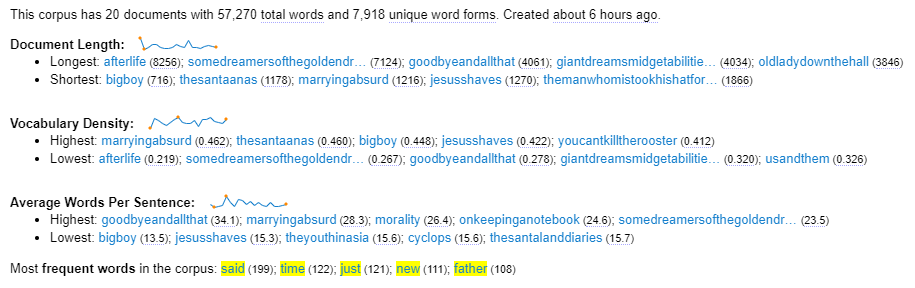 This corpus has 20 documents with 57,270 total words and 7,918 unique word forms. Created about 6 hours ago.
Document Length:
• Longest: afterlife (8256); somedreamersofthegoldendr… (7124); goodbyeandallthat (4061); giantdreamsmidgetabilitie… (4034); oldladydownthehall (3846)
• Shortest: bigboy (716); thesantaanas (1178); marryingabsurd (1216); jesusshaves (1270); themanwhomistookhishatfor… (1866)
Vocabulary Density:
• Highest: marryingabsurd (0.462); thesantaanas (0.460); bigboy (0.448); jesusshaves (0.422); youcantkilltherooster (0.412)
• Lowest: afterlife (0.219); somedreamersofthegoldendr… (0.267); goodbyeandallthat (0.278); giantdreamsmidgetabilitie… (0.320); usandthem (0.326)
Average Words Per Sentence:
• Highest: goodbyeandallthat (34.1); marryingabsurd (28.3); morality (26.4); onkeepinganotebook (24.6); somedreamersofthegoldendr… (23.5)
• Lowest: bigboy (13.5); jesusshaves (15.3); theyouthinasia (15.6); cyclops (15.6); thesantalanddiaries (15.7)
Most frequent words in the corpus: said (199); time (122); just (121); new (111); father (108)